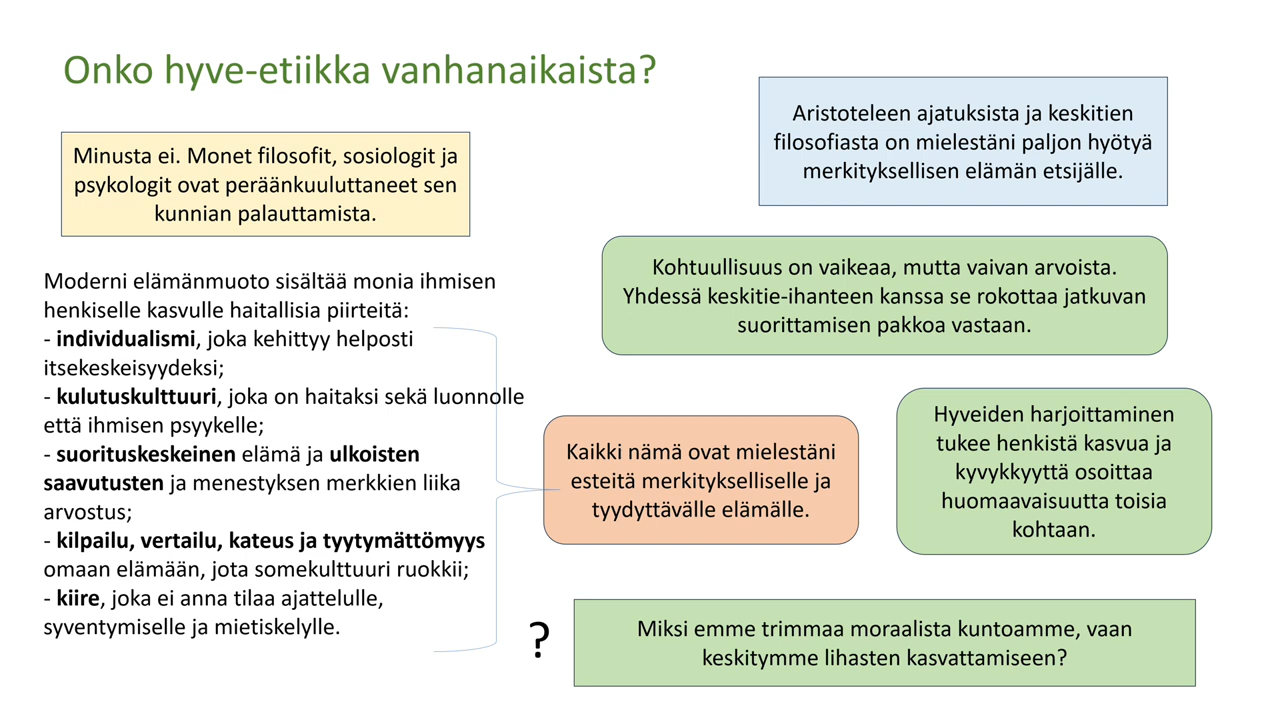 Onko hyve-etiikka vanhanaikaista?
Minusta ei. Monet filosofit, sosiologit ja
psykologit ovat peräänkuuluttaneet sen
kunnian palauttamista.
Aristoteleen ajatuksista ja keskitien
filosofiasta on mielestäni paljon hyötyä
merkityksellisen elämän etsijälle.
Moderni elämänmuoto sisältää monia ihmisen
henkiselle kasvulle haitallisia piirteitä:
- individualismi, joka kehittyy helposti
itsekeskeisyydeksi;
- kulutuskulttuuri, joka on haitaksi sekä luonnolle
että ihmisen psyykelle;
- suorituskeskeinen elämä ja ulkoisten
saavutusten ja menestyksen merkkien liika
arvostus;
- kilpailu, vertailu, kateus ja tyytymättömyys
omaan elämään, jota somekulttuuri ruokkii;
- kiire, joka ei anna tilaa ajattelulle,
syventymiselle ja mietiskelylle.
Kohtuullisuus on vaikeaa, mutta vaivan arvoista.
Yhdessä keskitie-ihanteen kanssa se rokottaa jatkuvan
suorittamisen pakkoa vastaan.
Kaikki nämä ovat mielestäni
esteitä merkitykselliselle ja
tyydyttävälle elämälle.
Hyveiden harjoittaminen
tukee henkistä kasvua ja
kyvykkyyttä osoittaa
huomaavaisuutta toisia
kohtaan.
?
Miksi emme trimmaa moraalista kuntoamme, vaan
keskitymme lihasten kasvattamiseen?